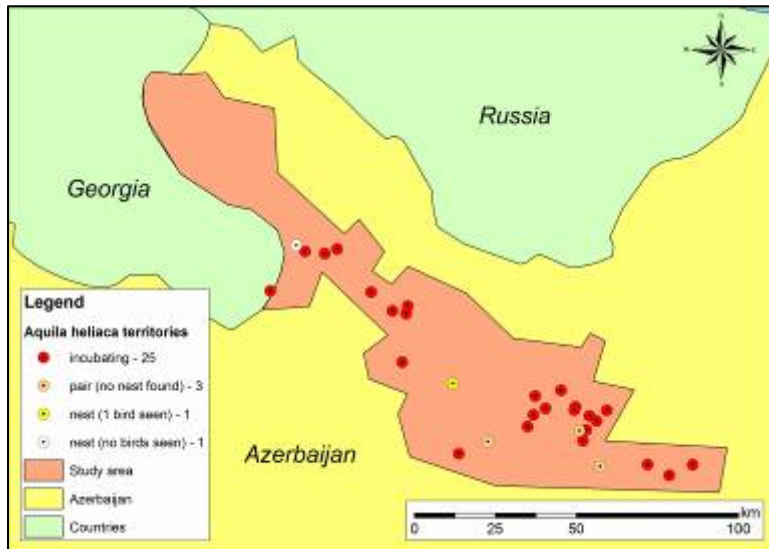 Russia
Georgia
Azerbaijan
Legend
Aquila heliaca territories
incubating - 25
pair (no nest found) - 3
nest (1 bird seen) - 1
nest (no birds seen) - 1
Study area
Azerbaijan
Countries
km
0 25 50 100